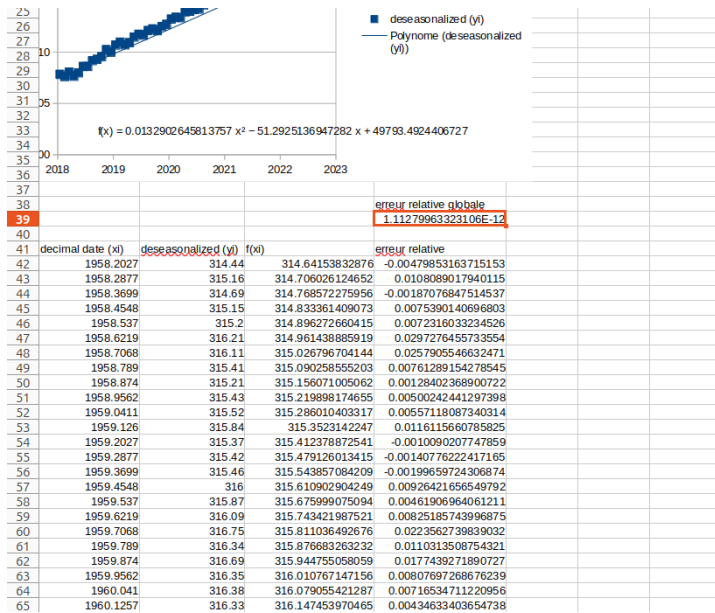 25
26 deseasonalized (yi)
27 Polynome (deseasonalized
28 10 (yi))
29
30
31 05
32
33 f(x) = 0.0132902645813757 x² − 51.2925136947282 x + 49793.4924406727
34
35 00
36 2018 2019 2020 2021 2022 2023
37
38 erreur relative globale
39 1.11279963323106E-12
40
41 decimal date (xi) deseasonalized (yi) f(xi) erreur relative
42 1958.2027 314.44 314.64153832876 -0.00479853163715153
43 1958.2877 315.16 314.706026124652 0.0108089017940115
44 1958.3699 314.69 314.768572275956 -0.00187076847514537
45 1958.4548 315.15 314.833361409073 0.0075390140696803
46 1958.537 315.2 314.896272660415 0.0072316033234526
47 1958.6219 316.21 314.961438885919 0.0297276455733554
48 1958.7068 316.11 315.026796704144 0.0257905546632471
49 1958.789 315.41 315.090258555203 0.00761289154278545
50 1958.874 315.21 315.156071005062 0.00128402368900722
51 1958.9562 315.43 315.219898174655 0.00500242441297398
52 1959.0411 315.52 315.286010403317 0.00557118087340314
53 1959.126 315.84 315.3523142247 0.0116115660785825
54 1959.2027 315.37 315.412378872541 -0.0010090207747859
55 1959.2877 315.42 315.479126013415 -0.00140776222417165
56 1959.3699 315.46 315.543857084209 -0.00199659724306874
57 1959.4548 316 315.610902904249 0.00926421656549792
58 1959.537 315.87 315.675999075094 0.00461906964061211
59 1959.6219 316.09 315.743421987521 0.00825185743996875
60 1959.7068 316.75 315.811036492676 0.0223562739839032
61 1959.789 316.34 315.876683263232 0.0110313508754321
62 1959.874 316.69 315.944755058059 0.0177439271890727
63 1959.9562 316.35 316.010767147156 0.00807697268676239
64 1960.041 316.38 316.079055421287 0.00716534711220956
65 1960.1257 316.33 316.147453970465 0.00434633403654738